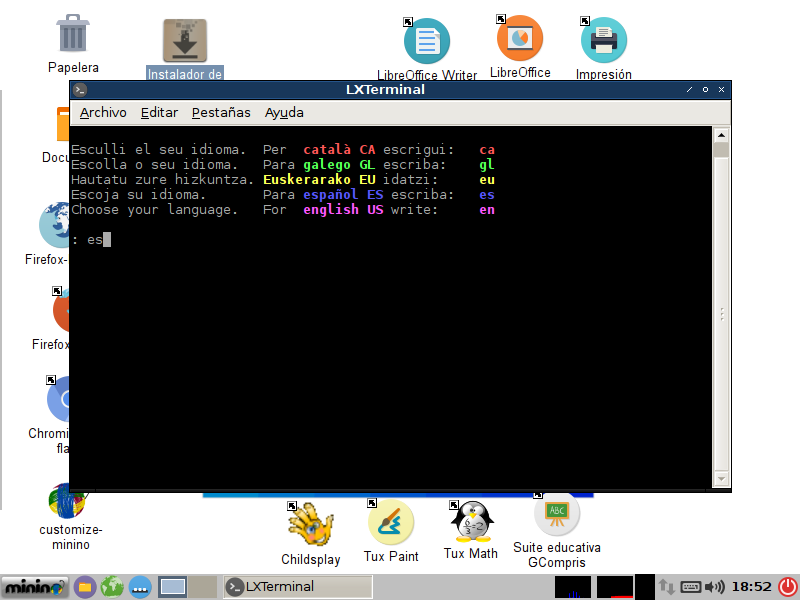 Papelera
Instalador de
LibreOffice Writer
LibreOffice
Impresión
LXTerminal
Archivo Editar Pestañas Ayuda
Esculli el seu idioma. Per català CA escrigui: ca
Escolla o seu idioma. Para galego GL escriba: gl
Hautatu zure hizkuntza. Euskerarako EU idatzi: eu
Escoja su idioma. Para español ES escriba: es
Choose your language. For english US write: en
: es
Docu
Firefox-
Firefox
Chromi
fla
customize-
minino
Childsplay
Tux Paint
Tux Math
ABC
Suite educativa
GCompris
minino
LXTerminal
18:52